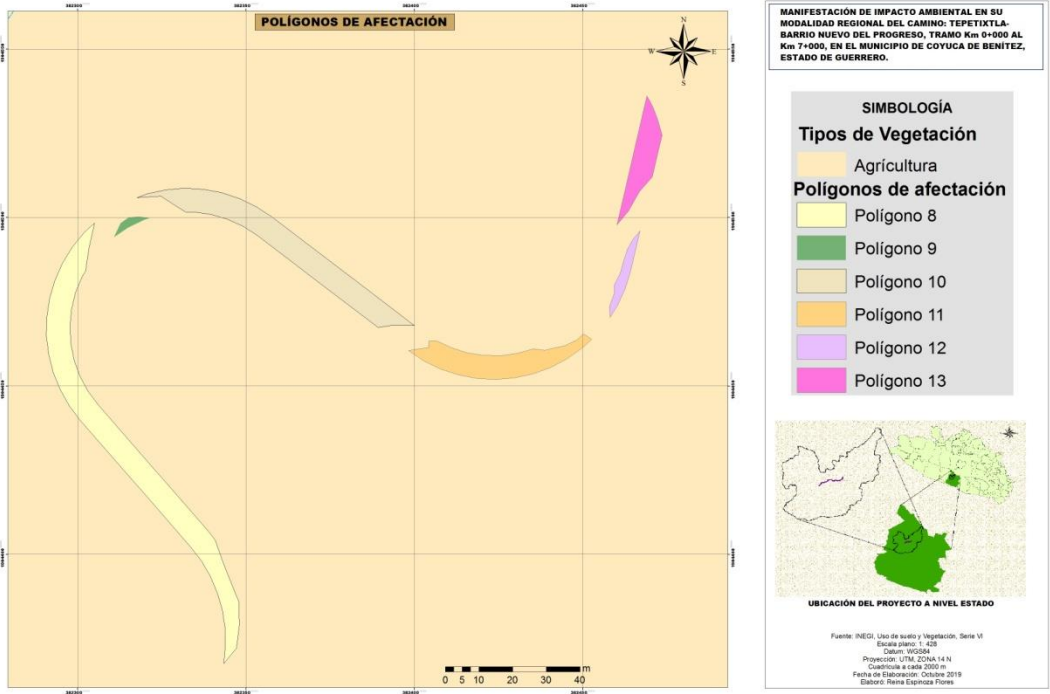 POLÍGONOS DE AFECTACIÓN
N
W
E
S
m
0 5 10 20 30 40
MANIFESTACIÓN DE IMPACTO AMBIENTAL EN SU
MODALIDAD REGIONAL DEL CAMINO: TEPETIXTLA-
BARRIO NUEVO DEL PROGRESO, TRAMO Km 0+000 AL
Km 7+000, EN EL MUNICIPIO DE COYUCA DE BENÍTEZ,
ESTADO DE GUERRERO.
SIMBOLOGÍA
Tipos de Vegetación
Agrícultura
Polígonos de afectación
Polígono 8
Polígono 9
Polígono 10
Polígono 11
Polígono 12
Polígono 13
UBICACIÓN DEL PROYECTO A NIVEL ESTADO
Fuente: INEGI, Uso de suelo y Vegetación, Serie VI
Escala plano: 1: 428
Datum: WGS84
Proyección: UTM, ZONA 14 N
Cuadrícula a cada 2000 m
Fecha de Elaboración: Octubre 2019
Elaboró: Reina Espinoza Flores